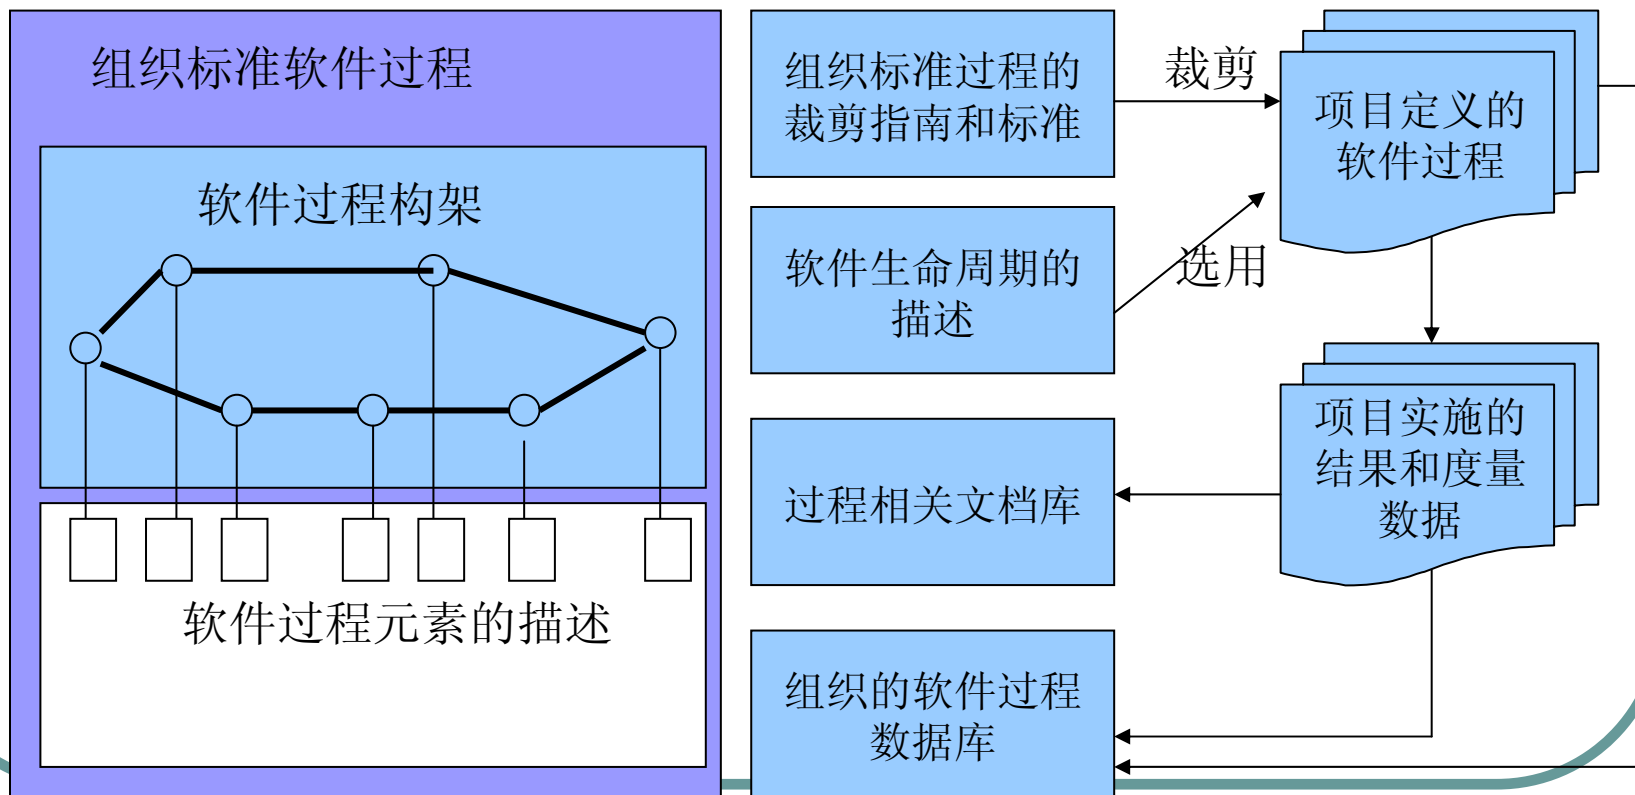 组织标准软件过程
软件过程构架
软件过程元素的描述
组织标准过程的
裁剪指南和标准
裁剪
项目定义的
软件过程
软件生命周期的
描述
选用
过程相关文档库
项目实施的
结果和度量
数据
组织的软件过程
数据库